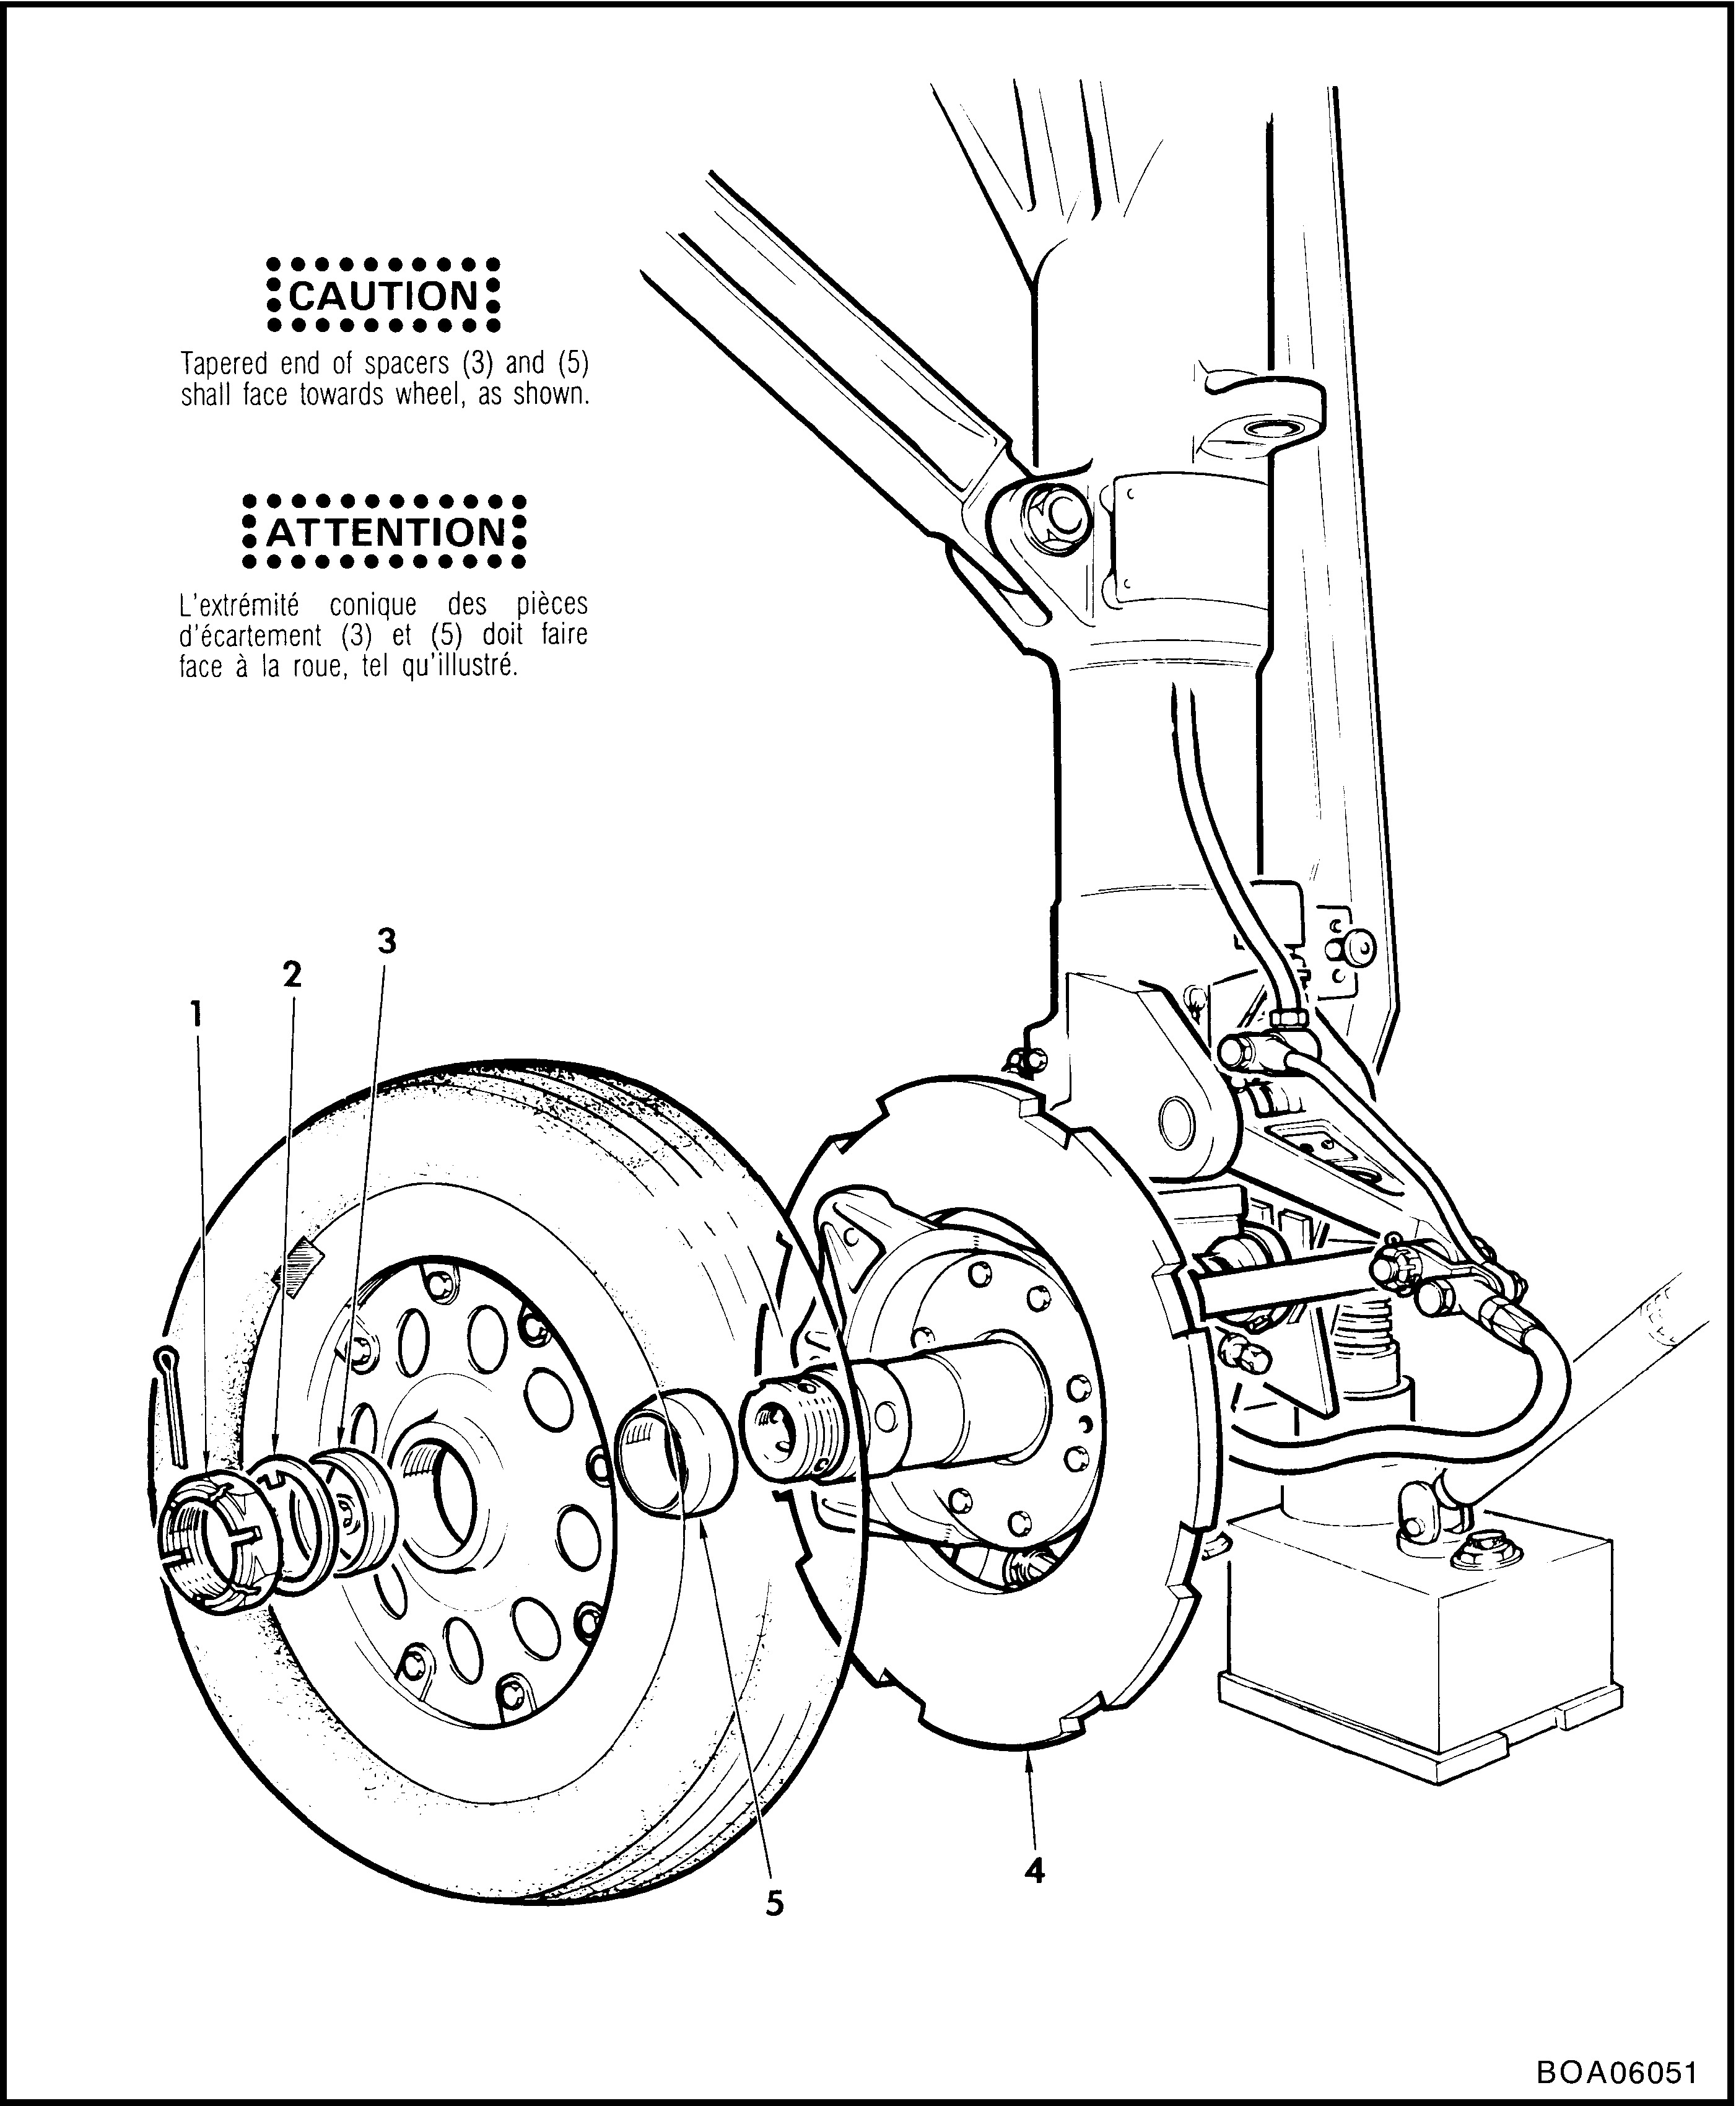 CAUTION
Tapered end of spacers (3) and (5)
shall face towards wheel, as shown.
ATTENTION
L'extrémité conique des pièces
d'écartement (3) et (5) doit faire
face à la roue, tel qu'illustré.
3
2
1
4
5
BOA06051